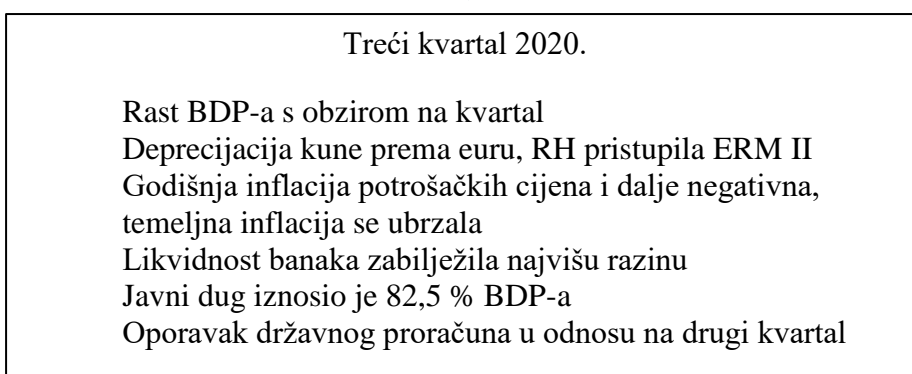 Treći kvartal 2020.
Rast BDP-a s obzirom na kvartal
Deprecijacija kune prema euru, RH pristupila ERM II
Godišnja inflacija potrošačkih cijena i dalje negativna,
temeljna inflacija se ubrzala
Likvidnost banaka zabilježila najvišu razinu
Javni dug iznosio je 82,5 % BDP-a
Oporavak državnog proračuna u odnosu na drugi kvartal